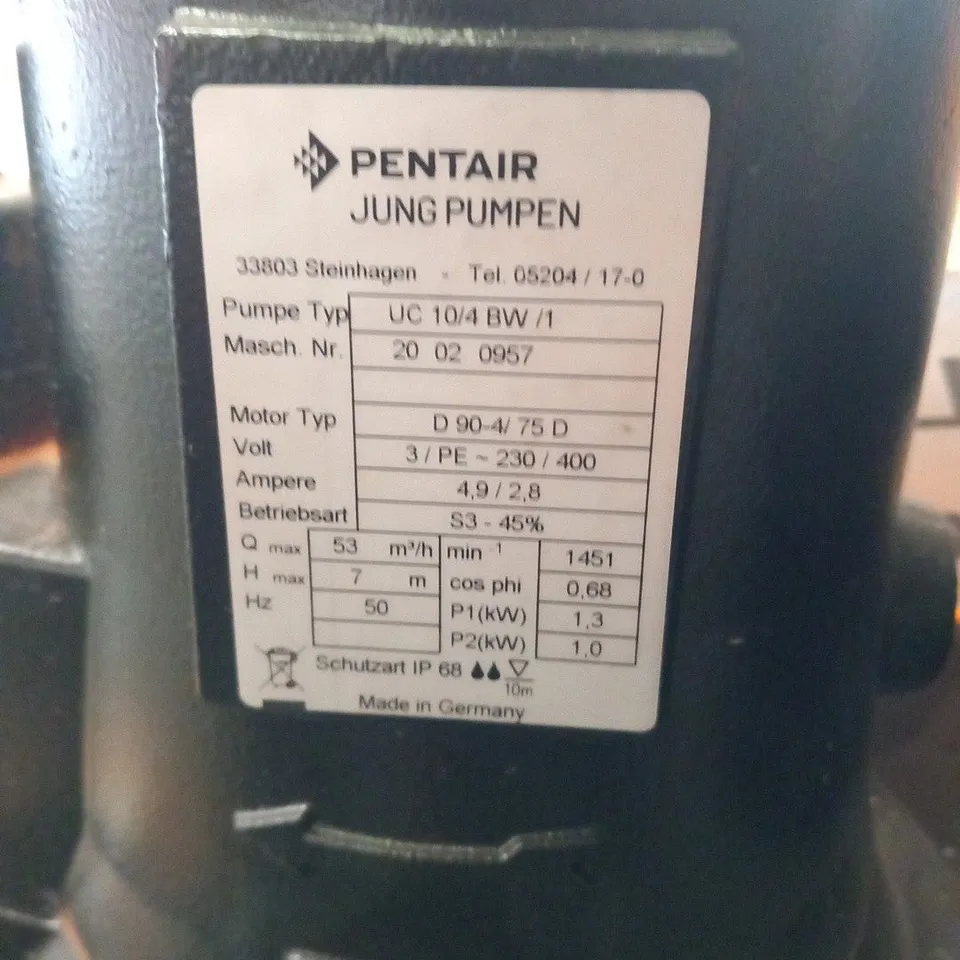 PENTAIR
JUNG PUMPEN
33803 Steinhagen - Tel. 05204 / 17-0
Pumpe Typ UC 10/4 BW /1
Masch. Nr. 20 02 0957
Motor Typ D 90-4/ 75 D
Volt 3 / PE ~ 230 / 400
Ampere 4,9 / 2,8
Betriebsart S3 - 45%
Q max 53 m³/h min -1 1451
H max 7 m cos phi 0,68
Hz 50 P1(kW) 1,3
P2(kW) 1,0
Schutzart IP 68 10m
Made in Germany